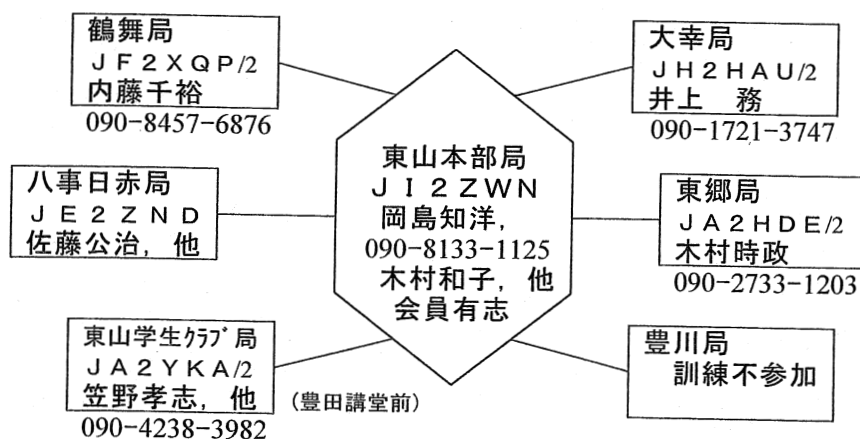 鶴舞局
ＪＦ２ＸＱＰ/2
内藤千裕
090-8457-6876
八事日赤局
ＪＥ２ＺＮＤ
佐藤公治，他
東山学生ｸﾗﾌﾞ局
ＪＡ２ＹＫＡ/2
笠野孝志，他
090-4238-3982
(豊田講堂前)
東山本部局
ＪＩ２ＺＷＮ
岡島知洋，
090-8133-1125
木村和子，他
会員有志
大幸局
ＪＨ２ＨＡＵ/2
井上　務
090-1721-3747
東郷局
ＪＡ２ＨＤＥ/2
木村時政
090-2733-1203
豊川局
訓練不参加